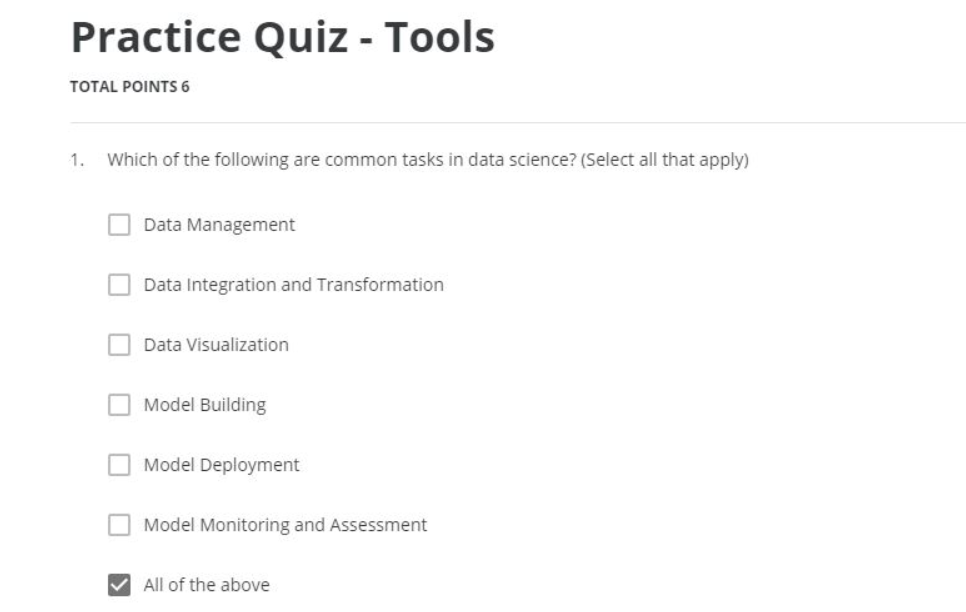 Practice Quiz - Tools
TOTAL POINTS 6
1. Which of the following are common tasks in data science? (Select all that apply)
Data Management
Data Integration and Transformation
Data Visualization
Model Building
Model Deployment
Model Monitoring and Assessment
All of the above